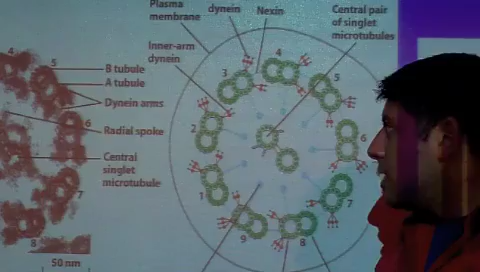 Plasma
membrane
dynein
Nexin
Central pair
of singlet
microtubules
Inner-arm
dynein
4
5
B tubule
A tubule
Dynein arms
6
Radial spoke
Central
singlet
microtubule
7
8
50 nm
3
4
5
2
6
1
7
9
8